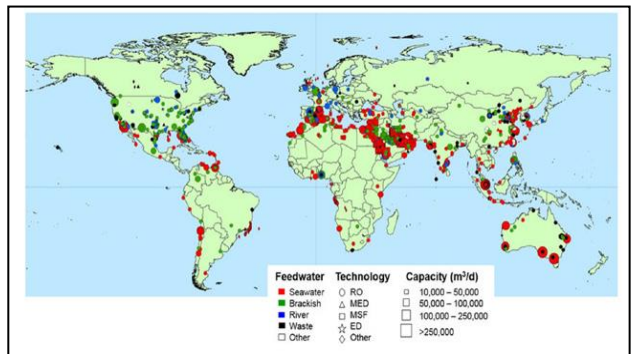 Feedwater Technology Capacity (m³/d)
Seawater RO 10,000 – 50,000
Brackish MED 50,000 – 100,000
River MSF 100,000 – 250,000
Waste ED >250,000
Other Other